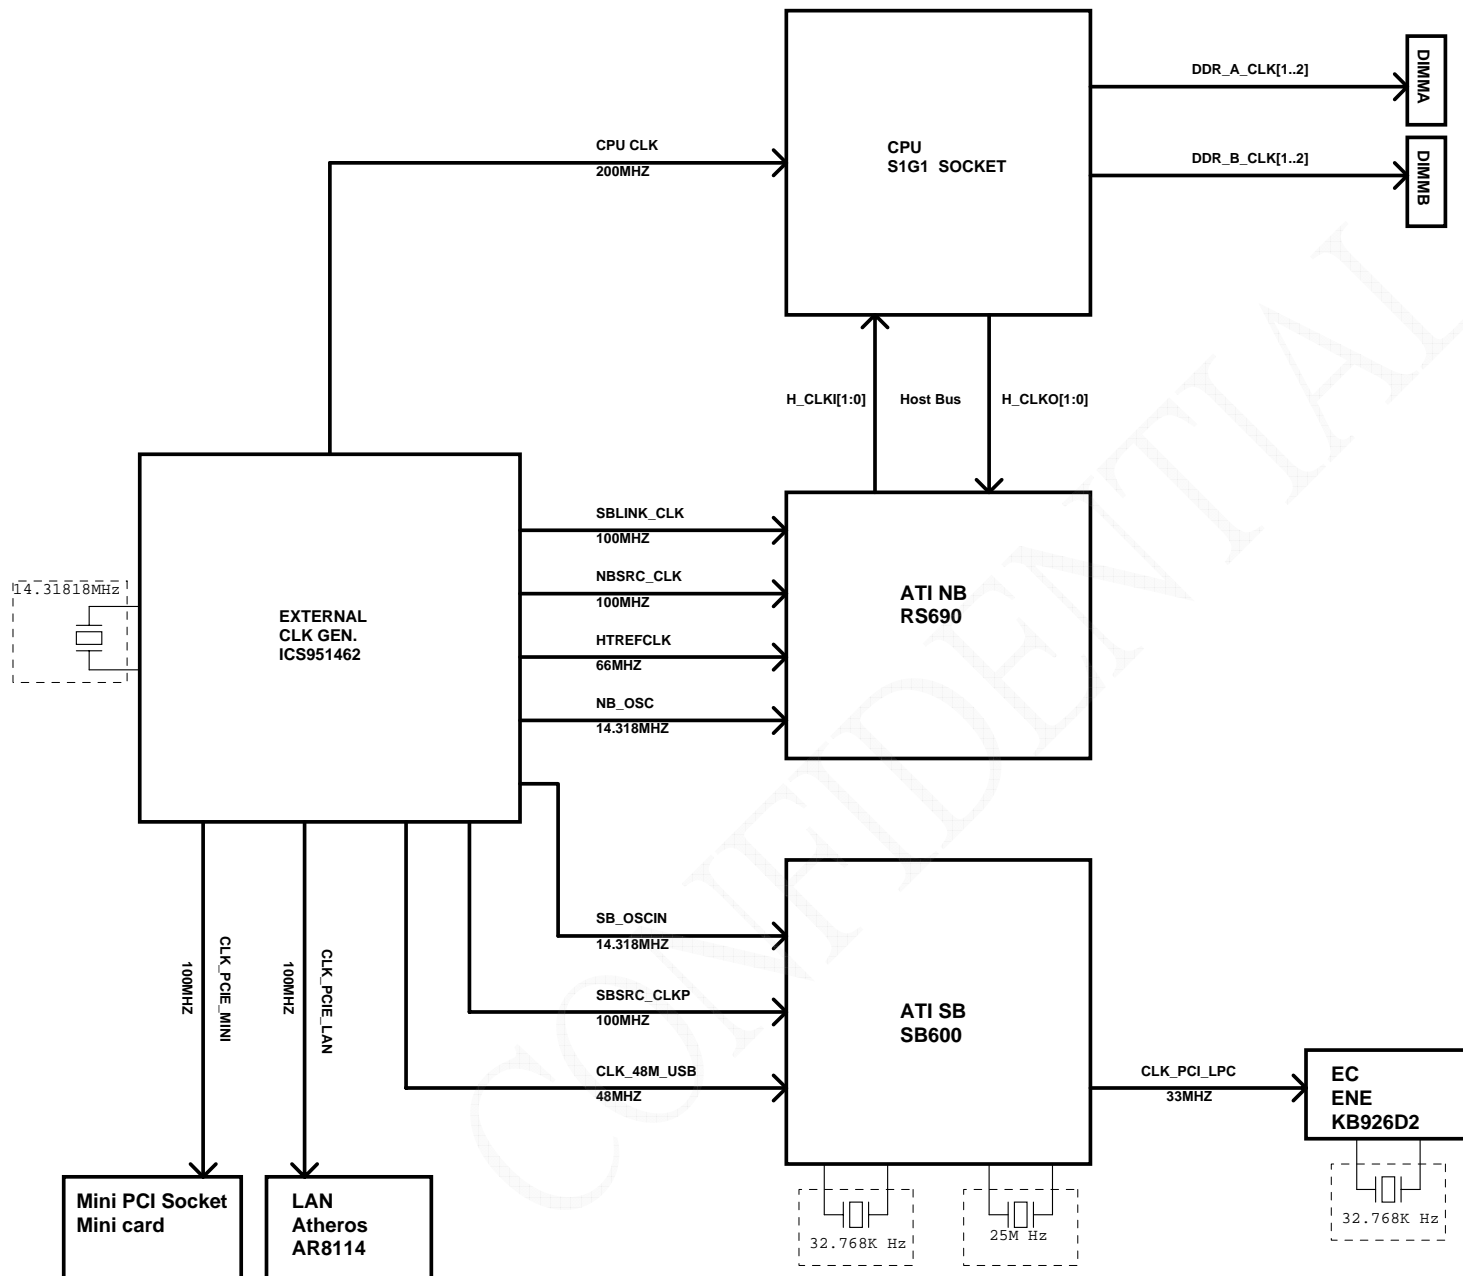 DDR_A_CLK[1..2]
DIMMA
CPU CLK
200MHZ
CPU
S1G1 SOCKET
DDR_B_CLK[1..2]
DIMMB
H_CLKI[1:0]
Host Bus
H_CLKO[1:0]
SBLINK_CLK
100MHZ
NBSRC_CLK
100MHZ
HTREFCLK
66MHZ
NB_OSC
14.318MHZ
ATI NB
RS690
14.31818MHz
EXTERNAL
CLK GEN.
ICS951462
SB_OSCIN
14.318MHZ
SBSRC_CLKP
100MHZ
CLK_48M_USB
48MHZ
ATI SB
SB600
CLK_PCIE_MINI
100MHZ
CLK_PCIE_LAN
100MHZ
CLK_PCI_LPC
33MHZ
EC
ENE
KB926D2
Mini PCI Socket
Mini card
LAN
Atheros
AR8114
32.768K Hz
25M Hz
32.768K Hz
CONFIDENTIAL